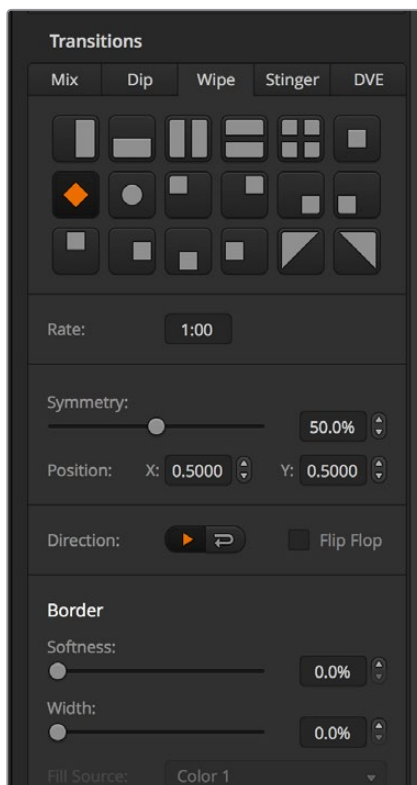 Transitions
Mix Dip Wipe Stinger DVE
Rate: 1:00
Symmetry:
50.0%
Position: X: 0.5000 Y: 0.5000
Direction: Flip Flop
Border
Softness:
0.0%
Width:
0.0%
Fill Source: Color 1